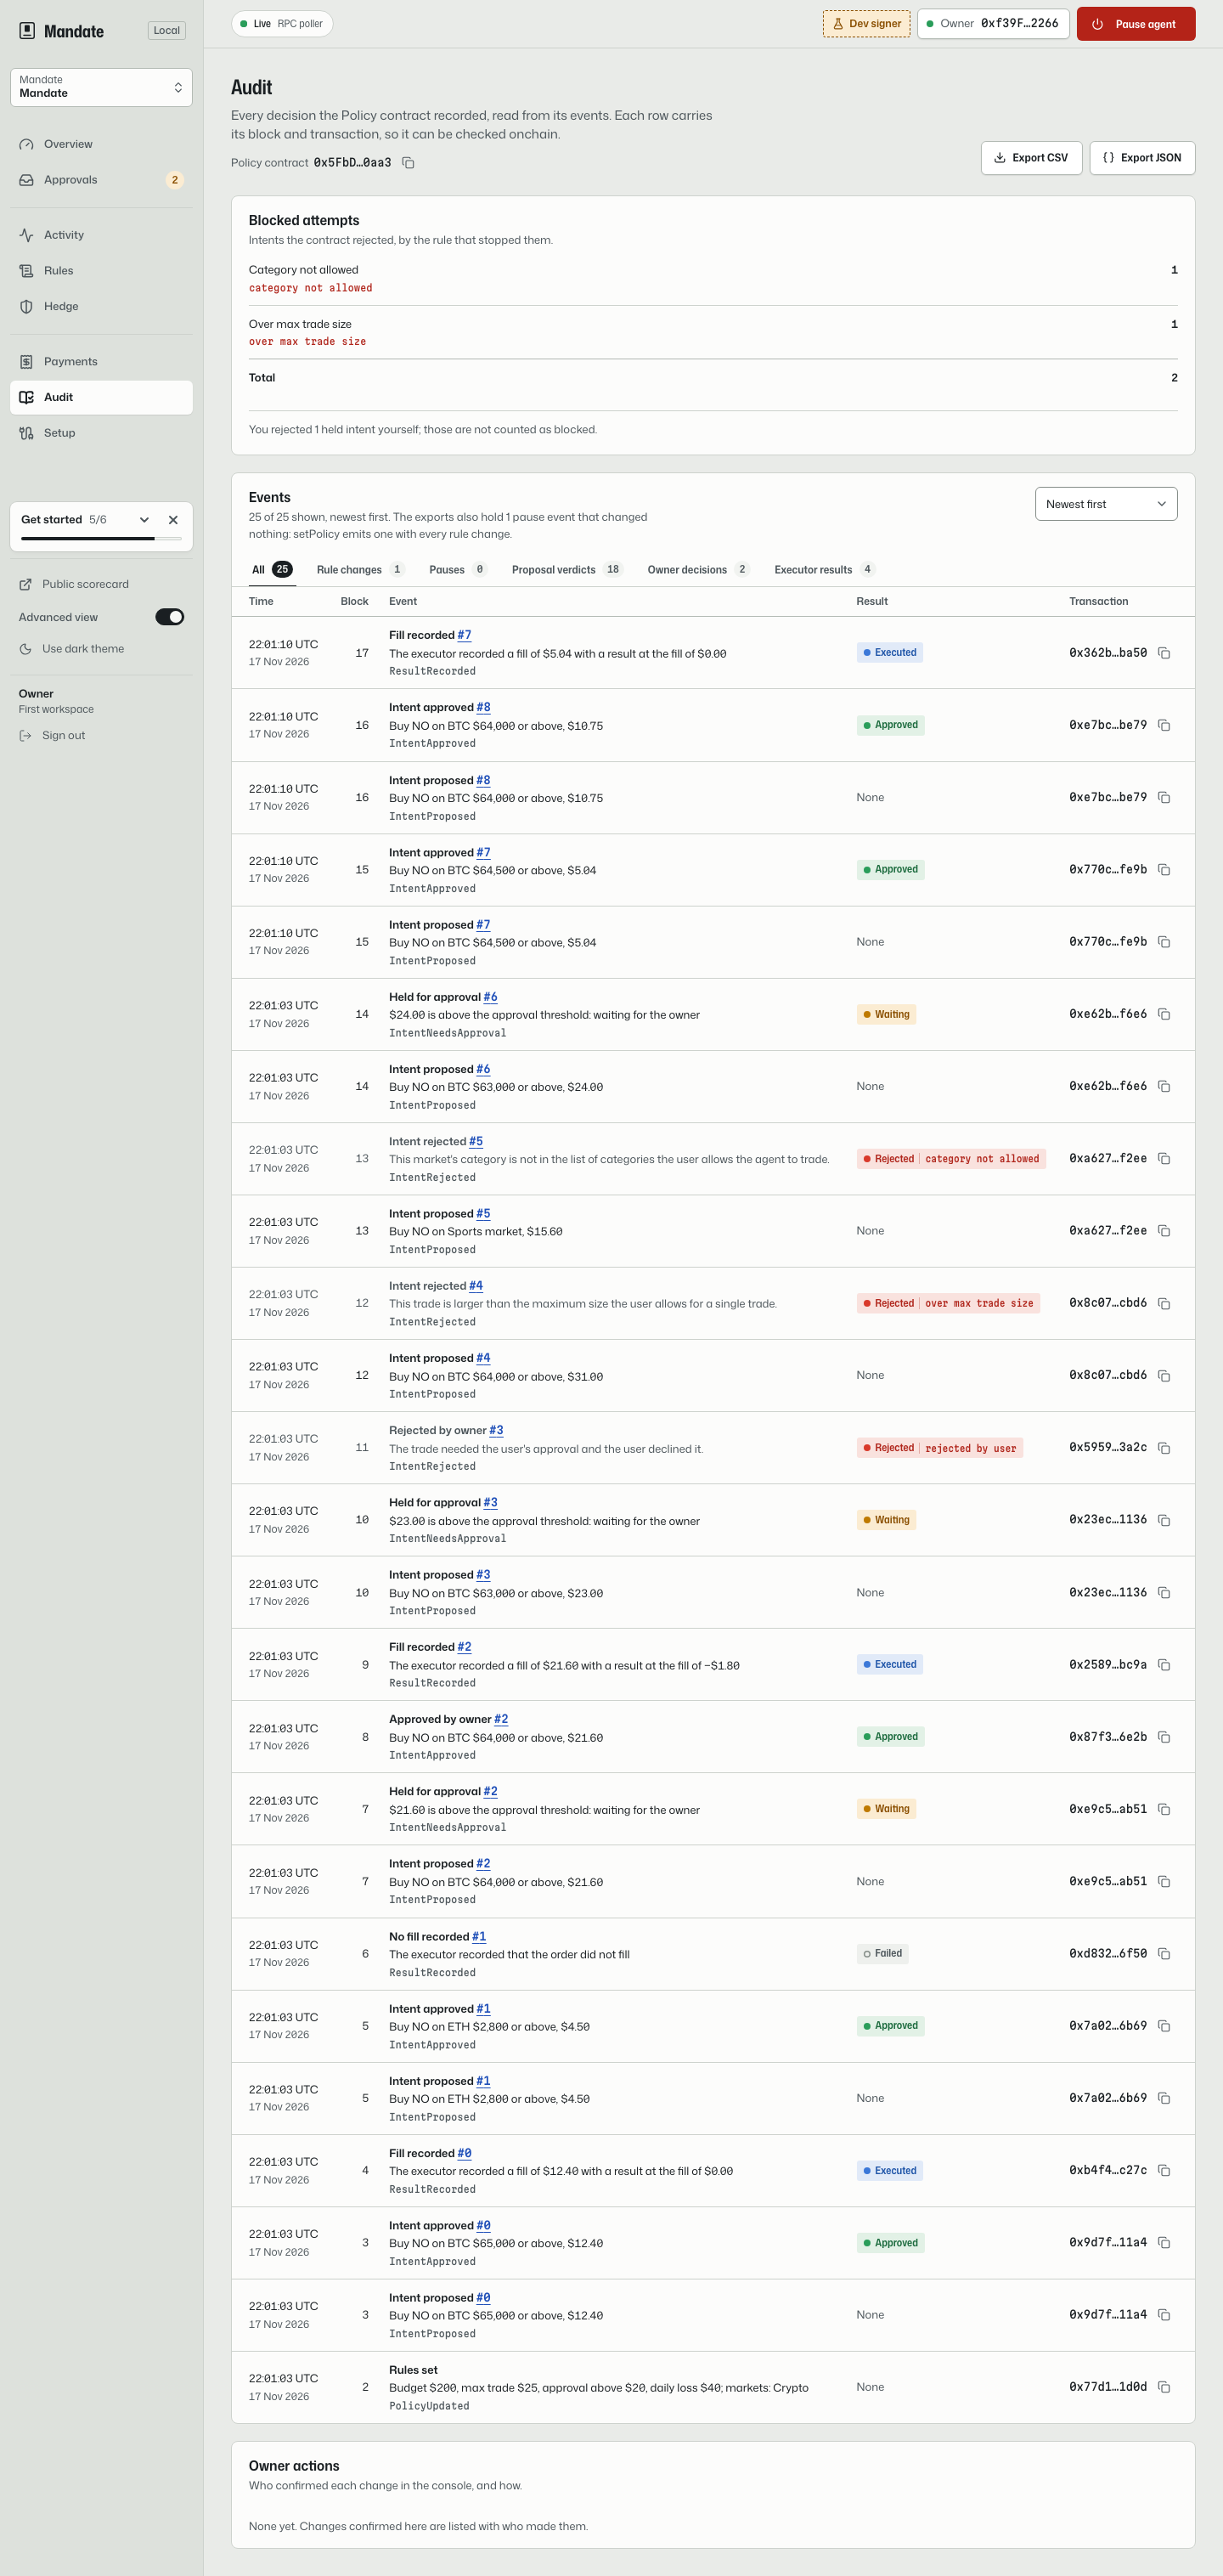 Mandate
Local
Mandate
Mandate
Overview
Approvals 2
Activity
Rules
Hedge
Payments
Audit
Setup
Get started 5/6
Public scorecard
Advanced view
Use dark theme
Owner
First workspace
Sign out
Live RPC poller
Dev signer
Owner 0xf39F…2266
Pause agent
Audit
Every decision the Policy contract recorded, read from its events. Each row carries
its block and transaction, so it can be checked onchain.
Policy contract 0x5FbD…0aa3
Export CSV
Export JSON
Blocked attempts
Intents the contract rejected, by the rule that stopped them.
Category not allowed 1
category not allowed
Over max trade size 1
over max trade size
Total 2
You rejected 1 held intent yourself; those are not counted as blocked.
Events
25 of 25 shown, newest first. The exports also hold 1 pause event that changed
nothing: setPolicy emits one with every rule change.
Newest first
All 25 Rule changes 1 Pauses 0 Proposal verdicts 18 Owner decisions 2 Executor results 4
Time Block Event Result Transaction
Fill recorded #7
22:01:10 UTC
17 Nov 2026
17
The executor recorded a fill of $5.04 with a result at the fill of $0.00
ResultRecorded
Executed
0x362b…ba50
Intent approved #8
22:01:10 UTC
17 Nov 2026
16
Buy NO on BTC $64,000 or above, $10.75
IntentApproved
Approved
0xe7bc…be79
Intent proposed #8
22:01:10 UTC
17 Nov 2026
16
Buy NO on BTC $64,000 or above, $10.75
IntentProposed
None
0xe7bc…be79
Intent approved #7
22:01:10 UTC
17 Nov 2026
15
Buy NO on BTC $64,500 or above, $5.04
IntentApproved
Approved
0x770c…fe9b
Intent proposed #7
22:01:10 UTC
17 Nov 2026
15
Buy NO on BTC $64,500 or above, $5.04
IntentProposed
None
0x770c…fe9b
Held for approval #6
22:01:03 UTC
17 Nov 2026
14
$24.00 is above the approval threshold: waiting for the owner
IntentNeedsApproval
Waiting
0xe62b…f6e6
Intent proposed #6
22:01:03 UTC
17 Nov 2026
14
Buy NO on BTC $63,000 or above, $24.00
IntentProposed
None
0xe62b…f6e6
Intent rejected #5
22:01:03 UTC
17 Nov 2026
13
This market's category is not in the list of categories the user allows the agent to trade.
IntentRejected
Rejected category not allowed
0xa627…f2ee
Intent proposed #5
22:01:03 UTC
17 Nov 2026
13
Buy NO on Sports market, $15.60
IntentProposed
None
0xa627…f2ee
Intent rejected #4
22:01:03 UTC
17 Nov 2026
12
This trade is larger than the maximum size the user allows for a single trade.
IntentRejected
Rejected over max trade size
0x8c07…cbd6
Intent proposed #4
22:01:03 UTC
17 Nov 2026
12
Buy NO on BTC $64,000 or above, $31.00
IntentProposed
None
0x8c07…cbd6
Rejected by owner #3
22:01:03 UTC
17 Nov 2026
11
The trade needed the user's approval and the user declined it.
IntentRejected
Rejected rejected by user
0x5959…3a2c
Held for approval #3
22:01:03 UTC
17 Nov 2026
10
$23.00 is above the approval threshold: waiting for the owner
IntentNeedsApproval
Waiting
0x23ec…1136
Intent proposed #3
22:01:03 UTC
17 Nov 2026
10
Buy NO on BTC $63,000 or above, $23.00
IntentProposed
None
0x23ec…1136
Fill recorded #2
22:01:03 UTC
17 Nov 2026
9
The executor recorded a fill of $21.60 with a result at the fill of −$1.80
ResultRecorded
Executed
0x2589…bc9a
Approved by owner #2
22:01:03 UTC
17 Nov 2026
8
Buy NO on BTC $64,000 or above, $21.60
IntentApproved
Approved
0x87f3…6e2b
Held for approval #2
22:01:03 UTC
17 Nov 2026
7
$21.60 is above the approval threshold: waiting for the owner
IntentNeedsApproval
Waiting
0xe9c5…ab51
Intent proposed #2
22:01:03 UTC
17 Nov 2026
7
Buy NO on BTC $64,000 or above, $21.60
IntentProposed
None
0xe9c5…ab51
No fill recorded #1
22:01:03 UTC
17 Nov 2026
6
The executor recorded that the order did not fill
ResultRecorded
Failed
0xd832…6f50
Intent approved #1
22:01:03 UTC
17 Nov 2026
5
Buy NO on ETH $2,800 or above, $4.50
IntentApproved
Approved
0x7a02…6b69
Intent proposed #1
22:01:03 UTC
17 Nov 2026
5
Buy NO on ETH $2,800 or above, $4.50
IntentProposed
None
0x7a02…6b69
Fill recorded #0
22:01:03 UTC
17 Nov 2026
4
The executor recorded a fill of $12.40 with a result at the fill of $0.00
ResultRecorded
Executed
0xb4f4…c27c
Intent approved #0
22:01:03 UTC
17 Nov 2026
3
Buy NO on BTC $65,000 or above, $12.40
IntentApproved
Approved
0x9d7f…11a4
Intent proposed #0
22:01:03 UTC
17 Nov 2026
3
Buy NO on BTC $65,000 or above, $12.40
IntentProposed
None
0x9d7f…11a4
Rules set
22:01:03 UTC
17 Nov 2026
2
Budget $200, max trade $25, approval above $20, daily loss $40; markets: Crypto
PolicyUpdated
None
0x77d1…1d0d
Owner actions
Who confirmed each change in the console, and how.
None yet. Changes confirmed here are listed with who made them.